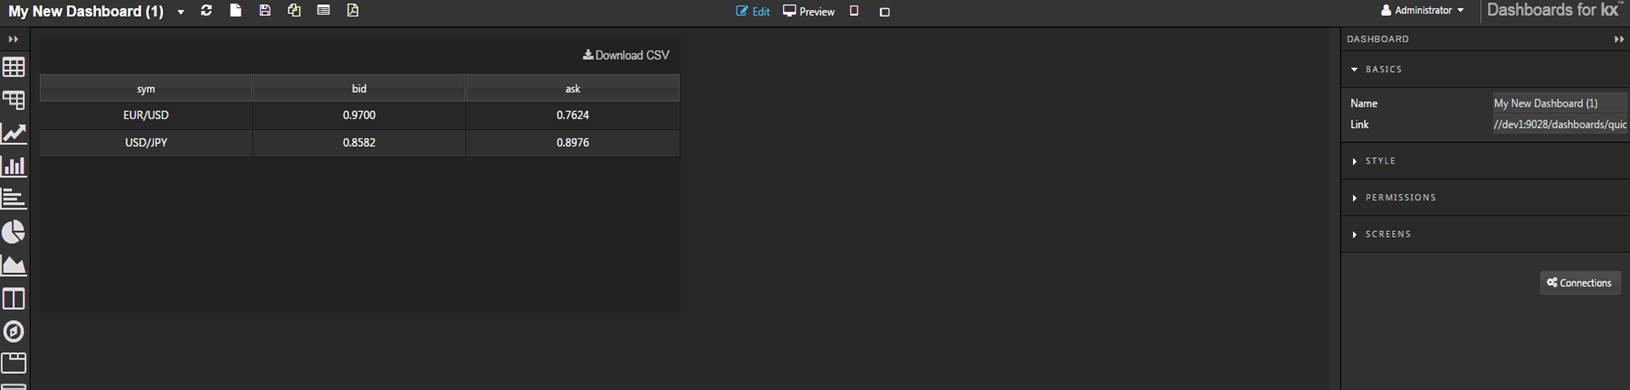 My New Dashboard (1)
Edit Preview
Administrator
Dashboards for kx™
Download CSV
sym bid ask
EUR/USD 0.9700 0.7624
USD/JPY 0.8582 0.8976
DASHBOARD
BASICS
Name My New Dashboard (1)
Link //dev1:9028/dashboards/quic
STYLE
PERMISSIONS
SCREENS
Connections